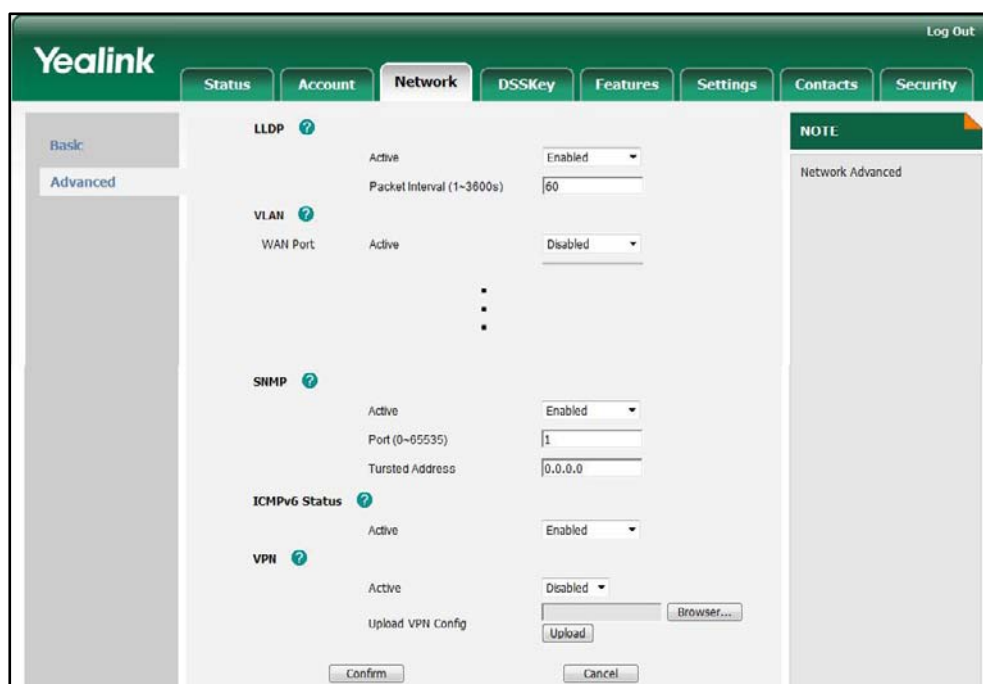 Log Out
Yealink
Status Account Network DSSKey Features Settings Contacts Security
Basic
Advanced
LLDP ?
Active Enabled
Packet Interval (1~3600s) 60
VLAN ?
WAN Port Active Disabled
SNMP ?
Active Enabled
Port (0~65535) 1
Tursted Address 0.0.0.0
ICMPv6 Status ?
Active Enabled
VPN ?
Active Disabled
Upload VPN Config Browser...
Upload
Confirm Cancel
NOTE
Network Advanced